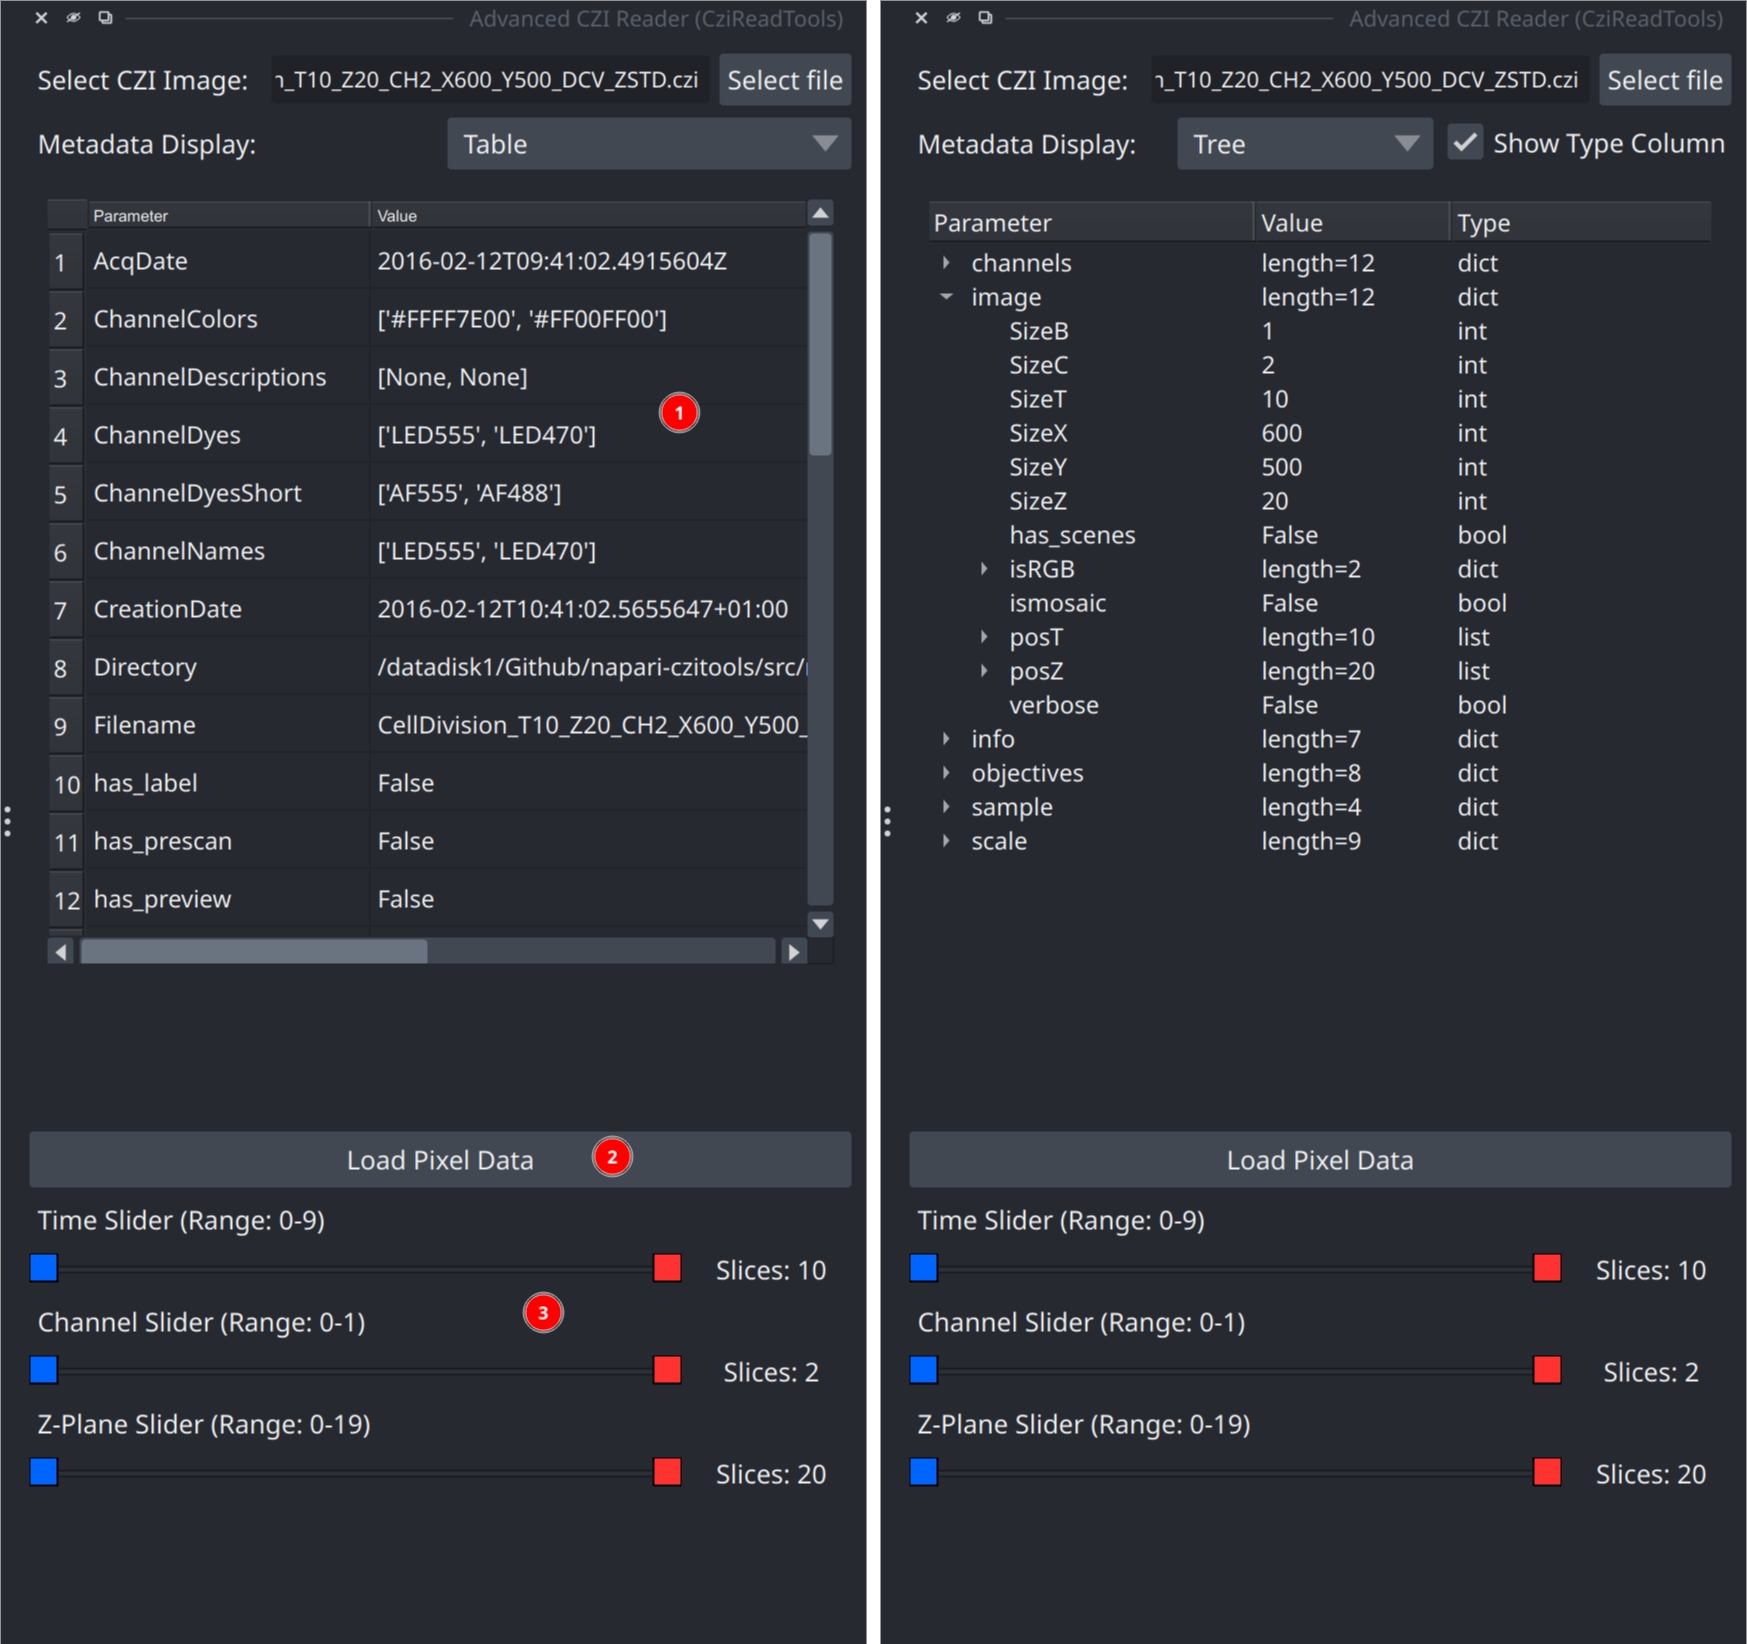 Advanced CZI Reader (CziReadTools)
Select CZI Image: _T10_Z20_CH2_X600_Y500_DCV_ZSTD.czi Select file
Metadata Display: Table
Parameter Value
1 AcqDate 2016-02-12T09:41:02.4915604Z
2 ChannelColors ['#FFFF7E00', '#FF00FF00']
3 ChannelDescriptions [None, None]
1
4 ChannelDyes ['LED555', 'LED470']
5 ChannelDyesShort ['AF555', 'AF488']
6 ChannelNames ['LED555', 'LED470']
7 CreationDate 2016-02-12T10:41:02.5655647+01:00
8 Directory /datadisk1/Github/napari-czitools/src/
9 Filename CellDivision_T10_Z20_CH2_X600_Y500_
10 has_label False
11 has_prescan False
12 has_preview False
Load Pixel Data 2
Time Slider (Range: 0-9)
Slices: 10
3
Channel Slider (Range: 0-1)
Slices: 2
Z-Plane Slider (Range: 0-19)
Slices: 20
Advanced CZI Reader (CziReadTools)
Select CZI Image: _T10_Z20_CH2_X600_Y500_DCV_ZSTD.czi Select file
Metadata Display: Tree Show Type Column
Parameter Value Type
channels length=12 dict
image length=12 dict
SizeB 1 int
SizeC 2 int
SizeT 10 int
SizeX 600 int
SizeY 500 int
SizeZ 20 int
has_scenes False bool
isRGB length=2 dict
ismosaic False bool
posT length=10 list
posZ length=20 list
verbose False bool
info length=7 dict
objectives length=8 dict
sample length=4 dict
scale length=9 dict
Load Pixel Data
Time Slider (Range: 0-9)
Slices: 10
Channel Slider (Range: 0-1)
Slices: 2
Z-Plane Slider (Range: 0-19)
Slices: 20